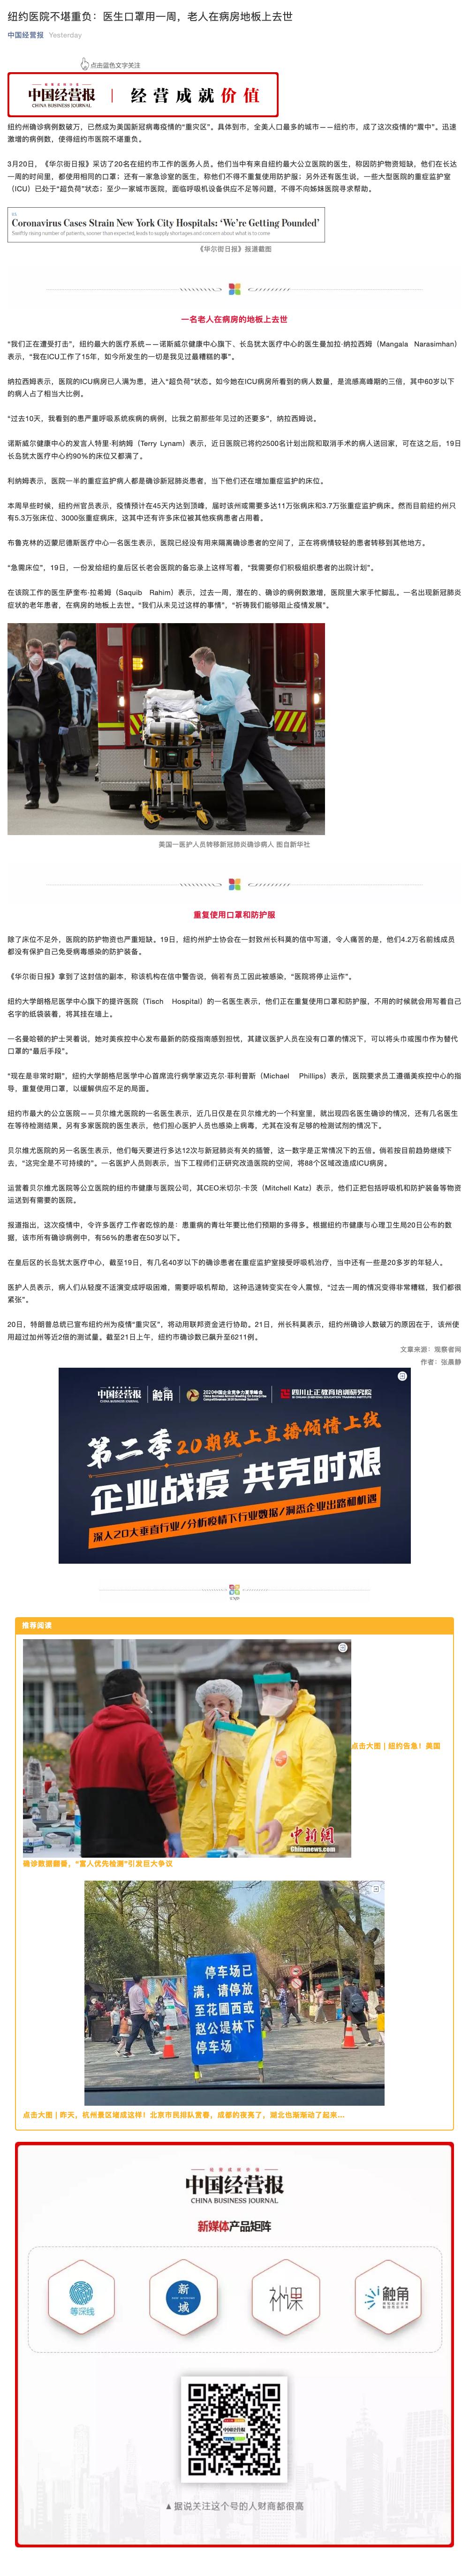 纽约医院不堪重负：医生口罩用一周，老人在病房地板上去世
中国经营报 Yesterday
点击蓝色文字关注
中国经营报
CHINA BUSINESS JOURNAL
经营成就价值
纽约州确诊病例数破万，已然成为美国新冠病毒疫情的“重灾区”。具体到市，全美人口最多的城市——纽约市，成了这次疫情的“震中”。迅速
激增的病例数，使得纽约市医院不堪重负。
3月20日，《华尔街日报》采访了20名在纽约市工作的医务人员。他们当中有来自纽约最大公立医院的医生，称因防护物资短缺，他们在长达
一周的时间里，都使用相同的口罩；还有一家急诊室的医生，称他们不得不重复使用防护服；另外还有医生说，一些大型医院的重症监护室
（ICU）已处于“超负荷”状态；至少一家城市医院，面临呼吸机设备供应不足等问题，不得不向姊妹医院寻求帮助。
Coronavirus Cases Strain New York City Hospitals: ‘We’re Getting Pounded’
Swiftly rising number of patients, sooner than expected, leads to supply shortages and concern about what is to come
《华尔街日报》报道截图
一名老人在病房的地板上去世
“我们正在遭受打击”，纽约最大的医疗系统——诺斯威尔健康中心旗下、长岛犹太医疗中心的医生曼加拉·纳拉西姆（Mangala Narasimhan）
表示，“我在ICU工作了15年，如今所发生的一切是我见过最糟糕的事”。
纳拉西姆表示，医院的ICU病房已人满为患，进入“超负荷”状态。如今她在ICU病房所看到的病人数量，是流感高峰期的三倍，其中60岁以下
的病人占了相当大比例。
“过去10天，我看到的患严重呼吸系统疾病的病例，比我之前那些年见过的还要多”，纳拉西姆说。
诺斯威尔健康中心的发言人特里·利纳姆（Terry Lynam）表示，近日医院已将约2500名计划出院和取消手术的病人送回家，可在这之后，19日
长岛犹太医疗中心约90%的床位又都满了。
利纳姆表示，医院一半的重症监护病人都是确诊新冠肺炎患者，当下他们还在增加重症监护的床位。
本周早些时候，纽约州官员表示，疫情预计在45天内达到顶峰，届时该州或需要多达11万张病床和3.7万张重症监护病床。然而目前纽约州只
有5.3万张床位、3000张重症病床，这其中还有许多床位被其他疾病患者占用着。
布鲁克林的迈蒙尼德斯医疗中心一名医生表示，医院已经没有用来隔离确诊患者的空间了，正在将病情较轻的患者转移到其他地方。
“急需床位”，19日，一份发给纽约皇后区长老会医院的备忘录上这样写着，“我需要你们积极组织患者的出院计划”。
在该院工作的医生萨奎布·拉希姆（Saquib Rahim）表示，过去一周，潜在的、确诊的病例数激增，医院里大家手忙脚乱。一名出现新冠肺炎
症状的老年患者，在病房的地板上去世。“我们从未见过这样的事情”，“祈祷我们能够阻止疫情发展”。
美国一医护人员转移新冠肺炎确诊病人 图自新华社
重复使用口罩和防护服
除了床位不足外，医院的防护物资也严重短缺。19日，纽约州护士协会在一封致州长科莫的信中写道，令人痛苦的是，他们4.2万名前线成员
都没有保护自己免受病毒感染的防护装备。
《华尔街日报》拿到了这封信的副本，称该机构在信中警告说，倘若有员工因此被感染，“医院将停止运作”。
纽约大学朗格尼医学中心旗下的提许医院（Tisch Hospital）的一名医生表示，他们正在重复使用口罩和防护服，不用的时候就会用写着自己
名字的纸袋装着，将其挂在墙上。
一名曼哈顿的护士哭着说，她对美疾控中心发布最新的防疫指南感到担忧，其建议医护人员在没有口罩的情况下，可以将头巾或围巾作为替代
口罩的“最后手段”。
“现在是非常时期”，纽约大学朗格尼医学中心首席流行病学家迈克尔·菲利普斯（Michael Phillips）表示，医院要求员工遵循美疾控中心的指
导，重复使用口罩，以缓解供应不足的局面。
纽约市最大的公立医院——贝尔维尤医院的一名医生表示，近几日仅是在贝尔维尤的一个科室里，就出现四名医生确诊的情况，还有几名医生
在等待检测结果。另有多家医院的医生表示，他们担心医护人员也感染上病毒，尤其在没有足够的检测试剂的情况下。
贝尔维尤医院的另一名医生表示，他们每天要进行多达12次与新冠肺炎有关的插管，这一数字是正常情况下的五倍。倘若按目前趋势继续下
去，“这完全是不可持续的”。一名医护人员则表示，当下工程师们正研究改造医院的空间，将88个区域改造成ICU病房。
运营着贝尔维尤医院等公立医院的纽约市健康与医院公司，其CEO米切尔·卡茨（Mitchell Katz）表示，他们正把包括呼吸机和防护装备等物资
运送到有需要的医院。
报道指出，这次疫情中，令许多医疗工作者吃惊的是：患重病的青壮年要比他们预期的多得多。根据纽约市健康与心理卫生局20日公布的数
据，该市所有确诊病例中，有56%的患者在50岁以下。
在皇后区的长岛犹太医疗中心，截至19日，有几名40岁以下的确诊患者在重症监护室接受呼吸机治疗，当中还有一些是20多岁的年轻人。
医护人员表示，病人们从轻度不适演变成呼吸困难，需要呼吸机帮助，这种迅速转变实在令人震惊，“过去一周的情况变得非常糟糕，我们都很
紧张”。
20日，特朗普总统已宣布纽约州为疫情“重灾区”，将动用联邦资金进行协助。21日，州长科莫表示，纽约州确诊人数破万的原因在于，该州使
用超过加州等近2倍的测试量。截至21日上午，纽约市确诊数已飙升至6211例。
文章来源：观察者网
作者：张晨静
中国经营报
触角
2020中国企业竞争力夏季峰会
四川止正教育培训研究院
第二季20期线上直播倾情上线
企业战疫 共克时艰
深入20大垂直行业/分析疫情下行业数据/洞悉企业出路和机遇
推荐阅读
中新网
Chinanews.com
点击大图 | 纽约告急！美国
确诊数据翻番，“富人优先检测”引发巨大争议
停车场已
满，请停放
至花圃西或
赵公堤林下
停车场
点击大图 | 昨天，杭州景区堵成这样！北京市民排队赏春，成都的夜亮了，湖北也渐渐动了起来…
经营成就价值
中国经营报
CHINA BUSINESS JOURNAL
新媒体产品矩阵
等深线
新域
补课
触角
▲据说关注这个号的人财商都很高